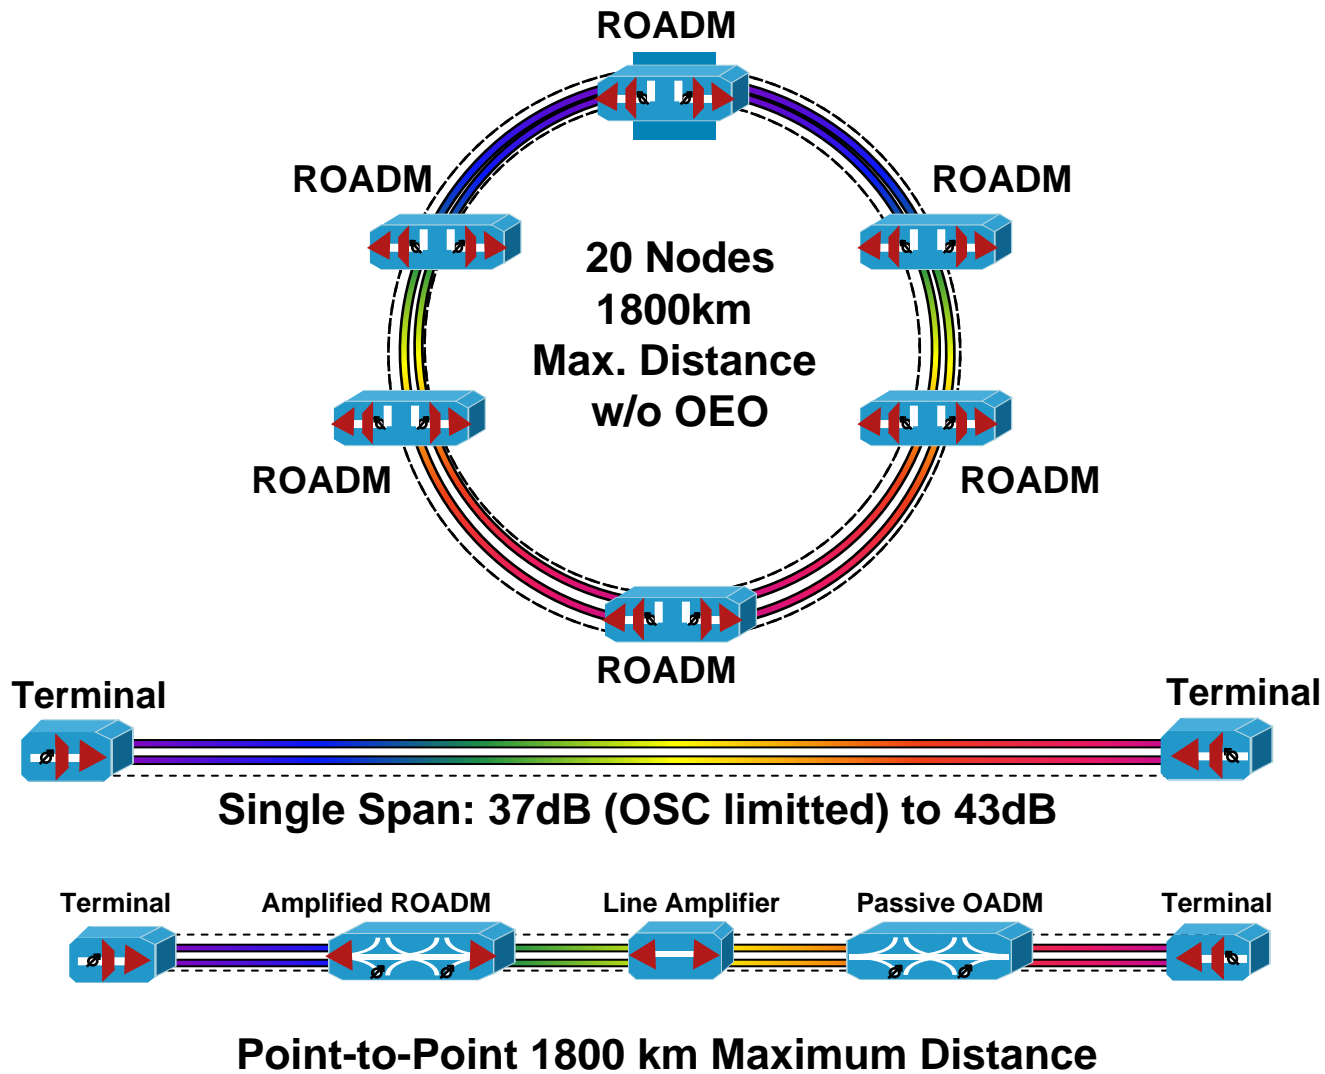 ROADM
ROADM
ROADM
20 Nodes
1800km
Max. Distance
w/o OEO
ROADM
ROADM
ROADM
Terminal
Terminal
Single Span: 37dB (OSC limitted) to 43dB
Terminal
Amplified ROADM
Line Amplifier
Passive OADM
Terminal
Point-to-Point 1800 km Maximum Distance